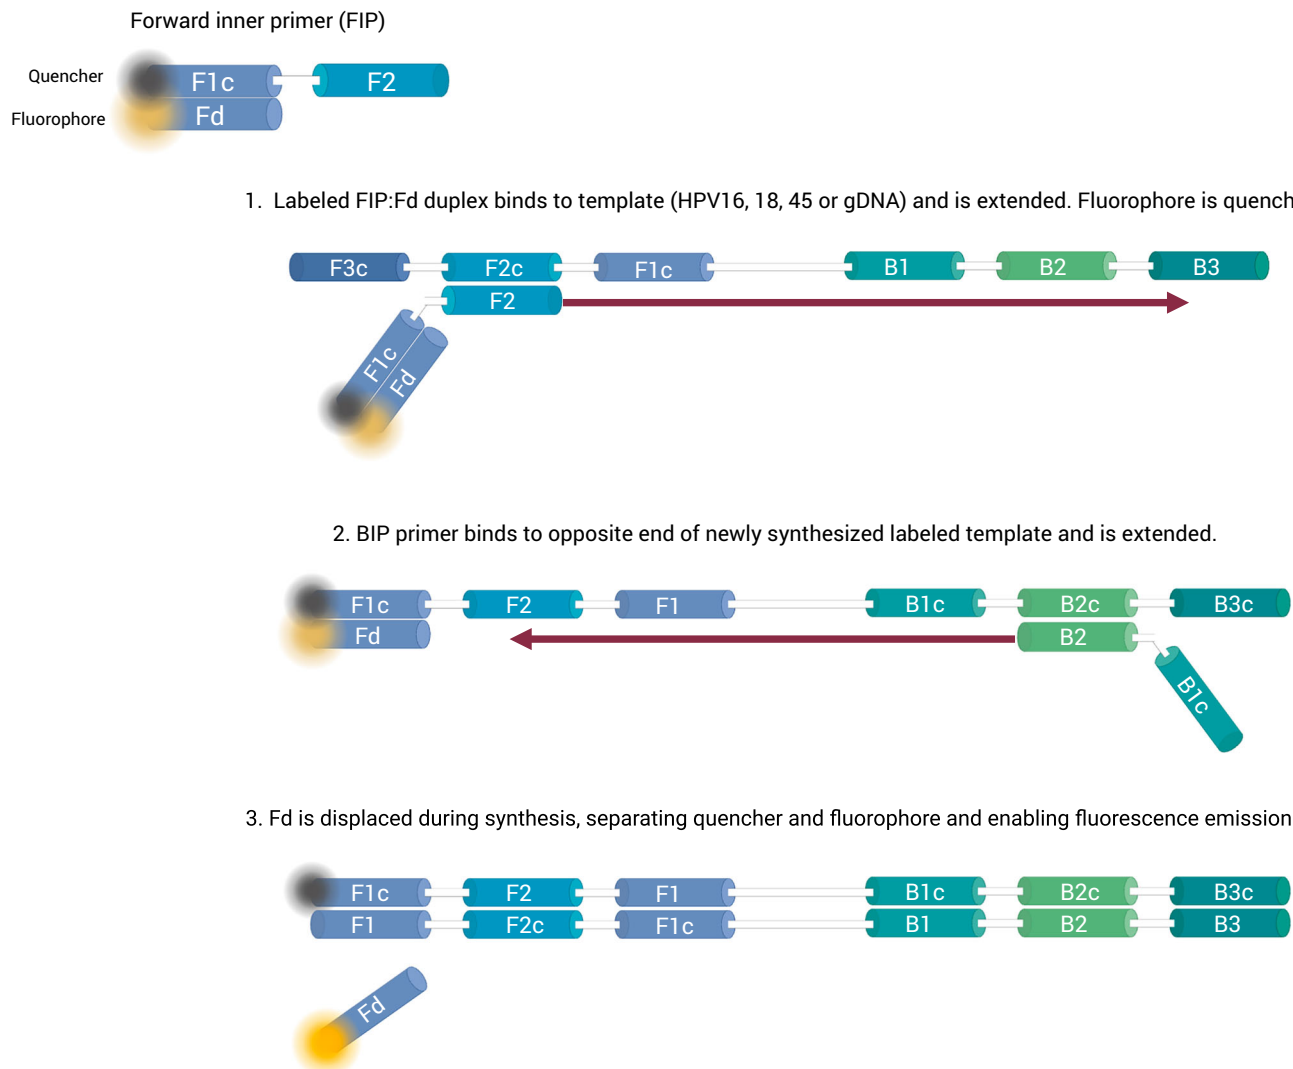 Forward inner primer (FIP)
Quencher
F1c
F2
Fluorophore
Fd
1. Labeled FIP:Fd duplex binds to template (HPV16, 18, 45 or gDNA) and is extended. Fluorophore is quench
F3c
F2c
F1c
B1
B2
B3
F2
F1c
Fd
2. BIP primer binds to opposite end of newly synthesized labeled template and is extended.
F1c
F2
F1
B1c
B2c
B3c
Fd
B2
B1c
3. Fd is displaced during synthesis, separating quencher and fluorophore and enabling fluorescence emission
F1c
F2
F1
B1c
B2c
B3c
F1
F2c
F1c
B1
B2
B3
Fd